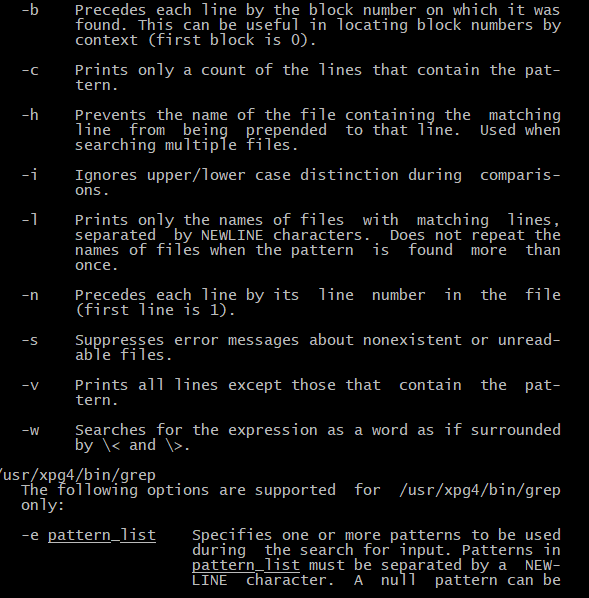 -b    Precedes each line by the block number on which it was
      found. This can be useful in locating block numbers by
      context (first block is 0).
-c    Prints only a count of the lines that contain the pat-
      tern.
-h    Prevents the name of the file containing the  matching
      line  from  being  prepended  to that line.  Used when
      searching multiple files.
-i    Ignores upper/lower case distinction during  comparis-
      ons.
-l    Prints only the names of files  with  matching  lines,
      separated  by NEWLINE characters.  Does not repeat the
      names of files when the pattern  is  found  more  than
      once.
-n    Precedes each line by its  line  number  in  the  file
      (first line is 1).
-s    Suppresses error messages about nonexistent or unread-
      able files.
-v    Prints all lines except those that  contain  the  pat-
      tern.
-w    Searches for the expression as a word as if surrounded
      by \< and \>.
/usr/xpg4/bin/grep
The following options are supported  for  /usr/xpg4/bin/grep
only:
-e pattern_list    Specifies one or more patterns to be used
                   during  the search for input. Patterns in
                   pattern_list must be separated by a  NEW-
                   LINE  character.  A  null  pattern can be